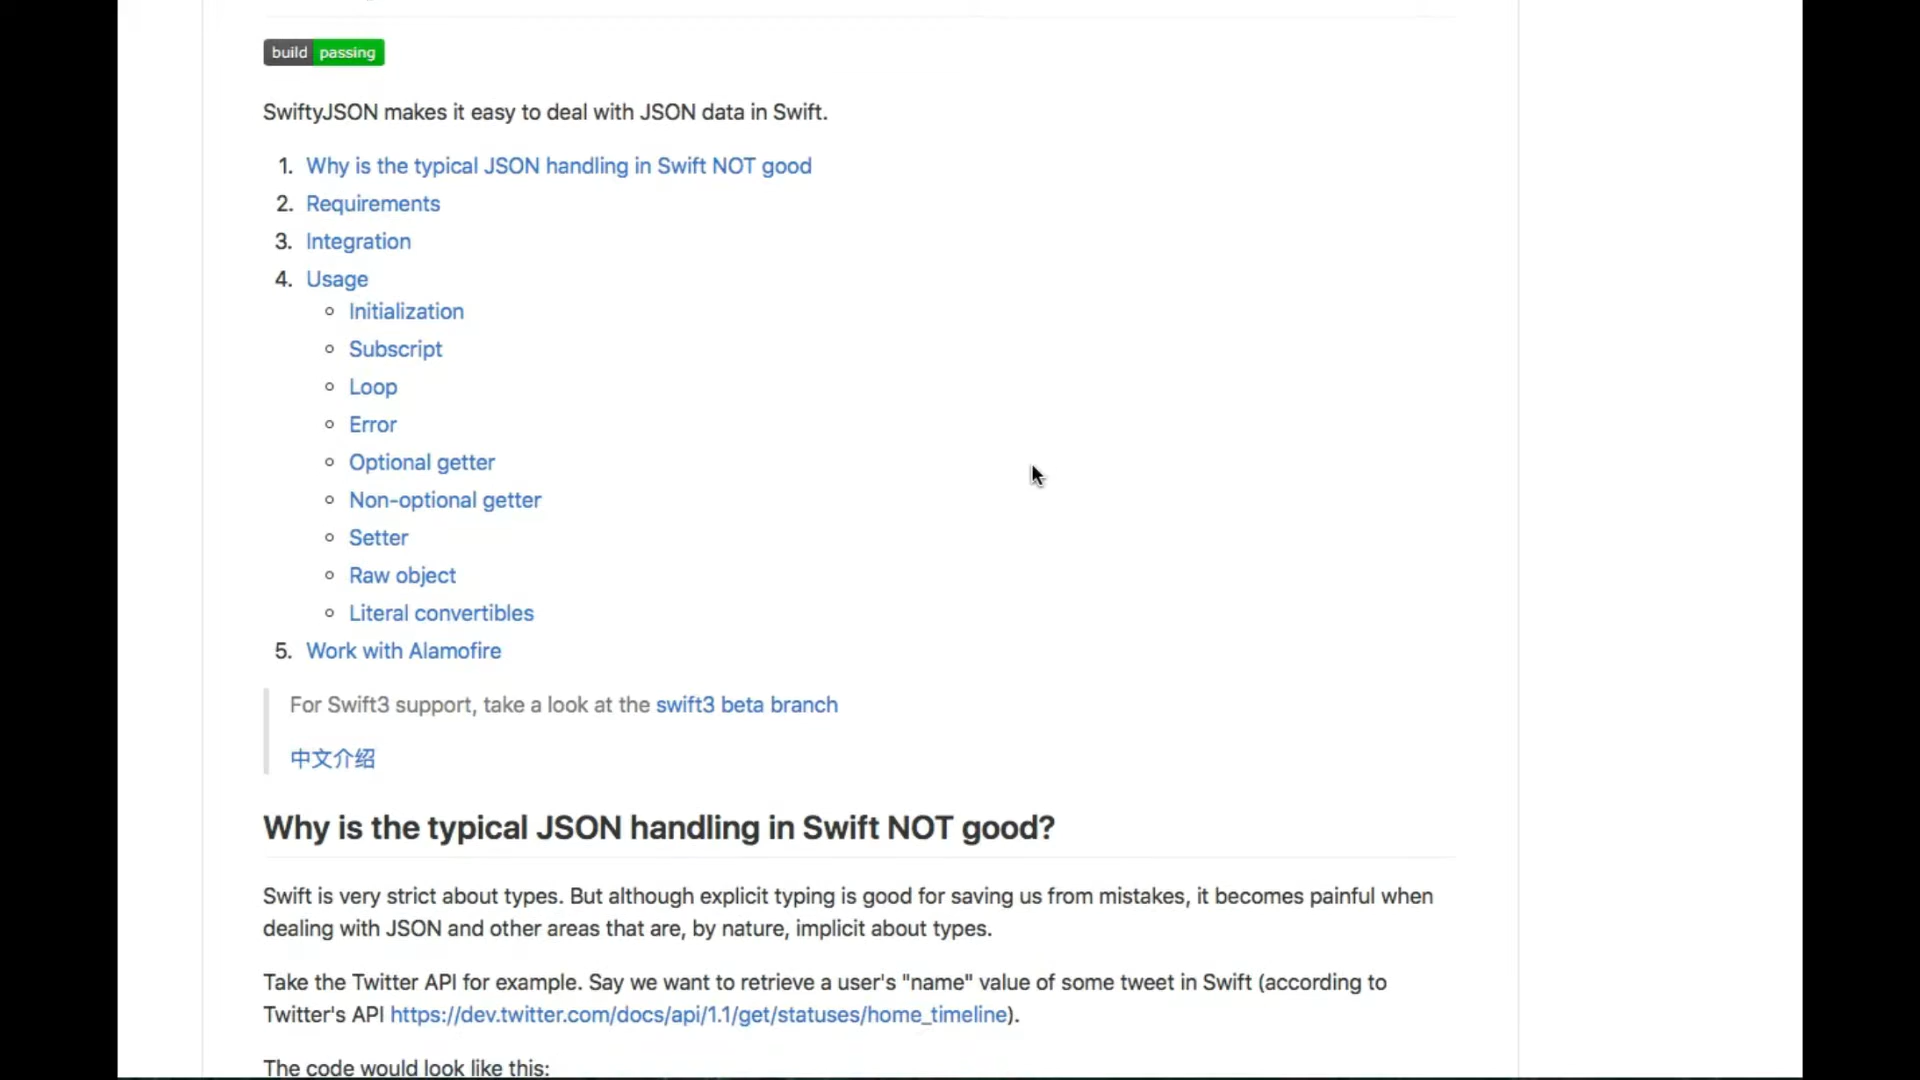 build passing
SwiftyJSON makes it easy to deal with JSON data in Swift.
1. Why is the typical JSON handling in Swift NOT good
2. Requirements
3. Integration
4. Usage
Initialization
Subscript
Loop
Error
Optional getter
Non-optional getter
Setter
Raw object
Literal convertibles
5. Work with Alamofire
For Swift3 support, take a look at the swift3 beta branch
中文介绍
Why is the typical JSON handling in Swift NOT good?
Swift is very strict about types. But although explicit typing is good for saving us from mistakes, it becomes painful when
dealing with JSON and other areas that are, by nature, implicit about types.
Take the Twitter API for example. Say we want to retrieve a user's "name" value of some tweet in Swift (according to
Twitter's API https://dev.twitter.com/docs/api/1.1/get/statuses/home_timeline).
The code would look like this: